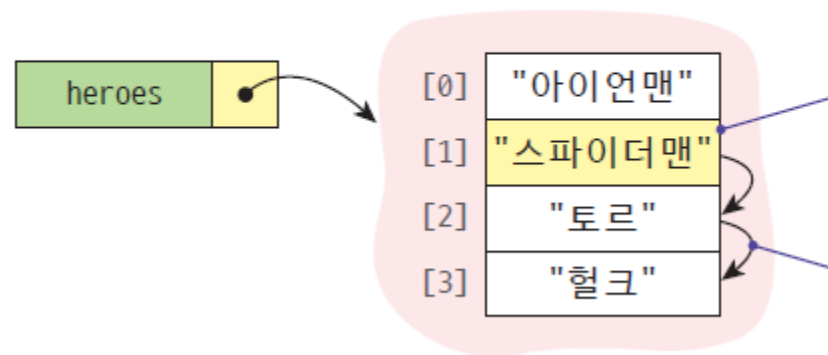 heroes
[0] "아이언맨"
[1] "스파이더맨"
[2] "토르"
[3] "헐크"